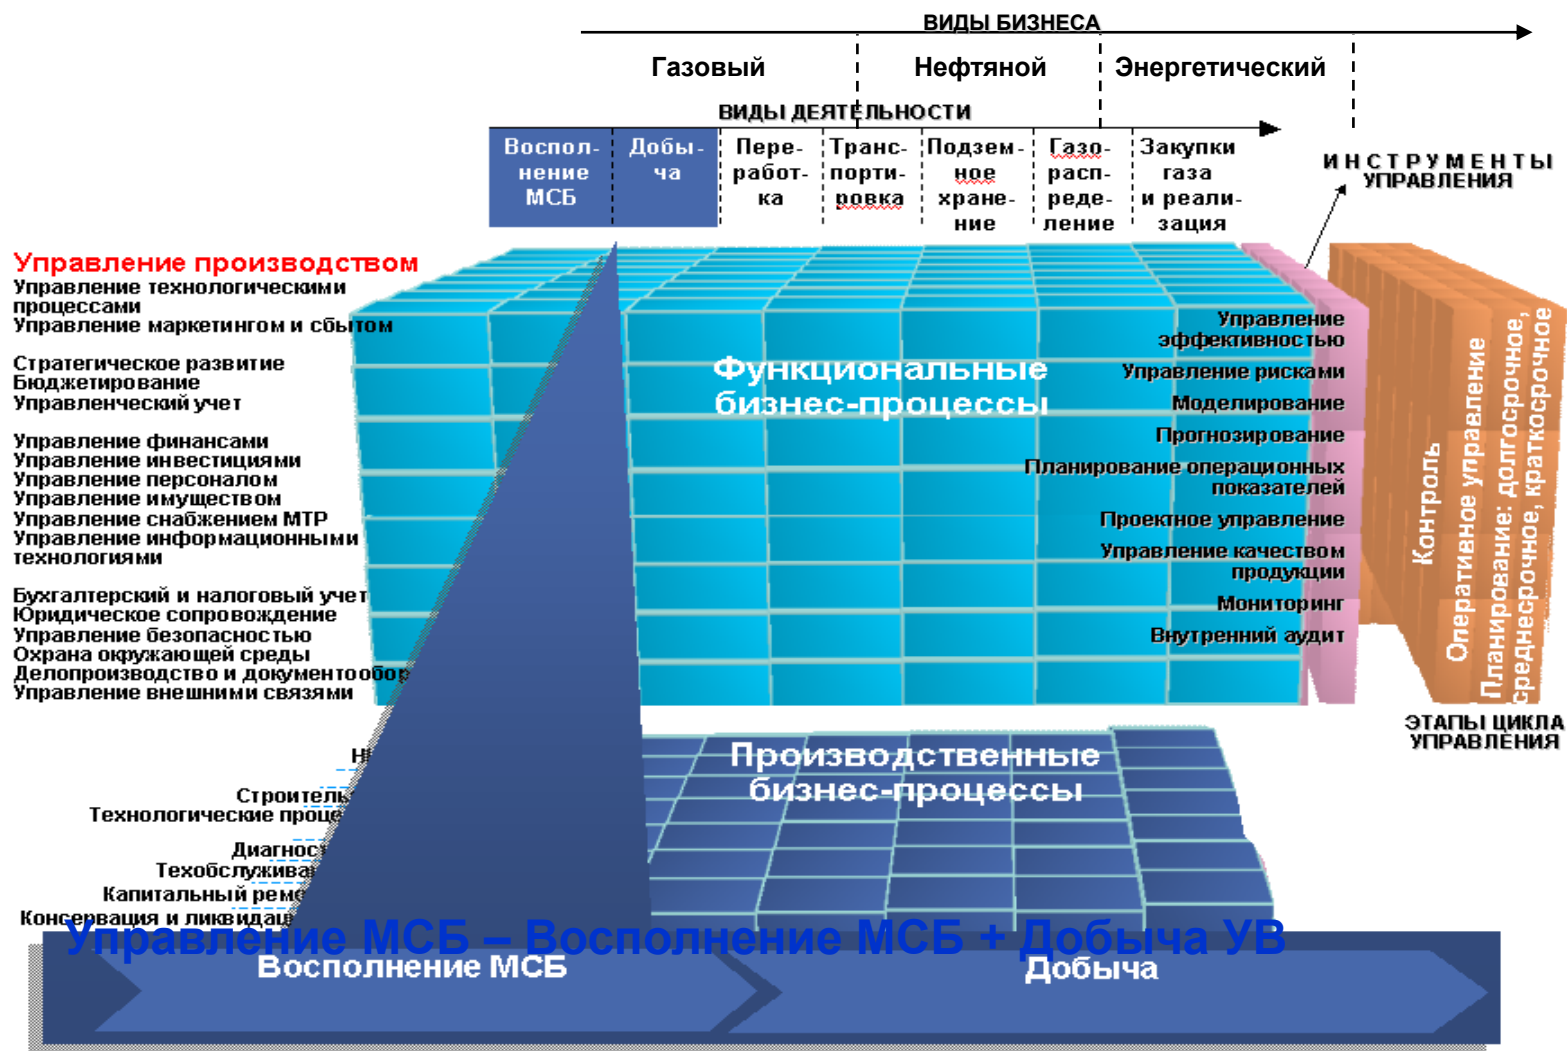 ВИДЫ БИЗНЕСА
Газовый
Нефтяной
Энергетический
ВИДЫ ДЕЯТЕЛЬНОСТИ
Воспол-
нение
МСБ
Добы-
ча
Пере-
работ-
ка
Транс-
порти-
ровка
Подзем-
ное
хране-
ние
Газо-
расп-
реде-
ление
Закупки
газа
и реали-
зация
ИНСТРУМЕНТЫ
УПРАВЛЕНИЯ
Управление производством
Управление технологическими
процессами
Управление маркетингом и сбытом
Стратегическое развитие
Бюджетирование
Управленческий учет
Управление финансами
Управление инвестициями
Управление персоналом
Управление имуществом
Управление снабжением МТР
Управление информационными
технологиями
Бухгалтерский и налоговый учет
Юридическое сопровождение
Управление безопасностью
Охрана окружающей среды
Делопроизводство и документообор
Управление внешними связями
Функциональные
бизнес-процессы
Управление
эффективностью
Управление рисками
Моделирование
Прогнозирование
Планирование операционных
показателей
Проектное управление
Управление качеством
продукции
Мониторинг
Внутренний аудит
Контроль
Оперативное управление
Планирование: долгосрочное,
среднесрочное, краткосрочное
ЭТАПЫ ЦИКЛА
УПРАВЛЕНИЯ
Производственные
бизнес-процессы
Строитель
Технологические проце
Диагнос
Техобслужива
Капитальный ремо
Консервация и ликвидац
Управление МСБ – Восполнение МСБ + Добыча УВ
Восполнение МСБ
Добыча